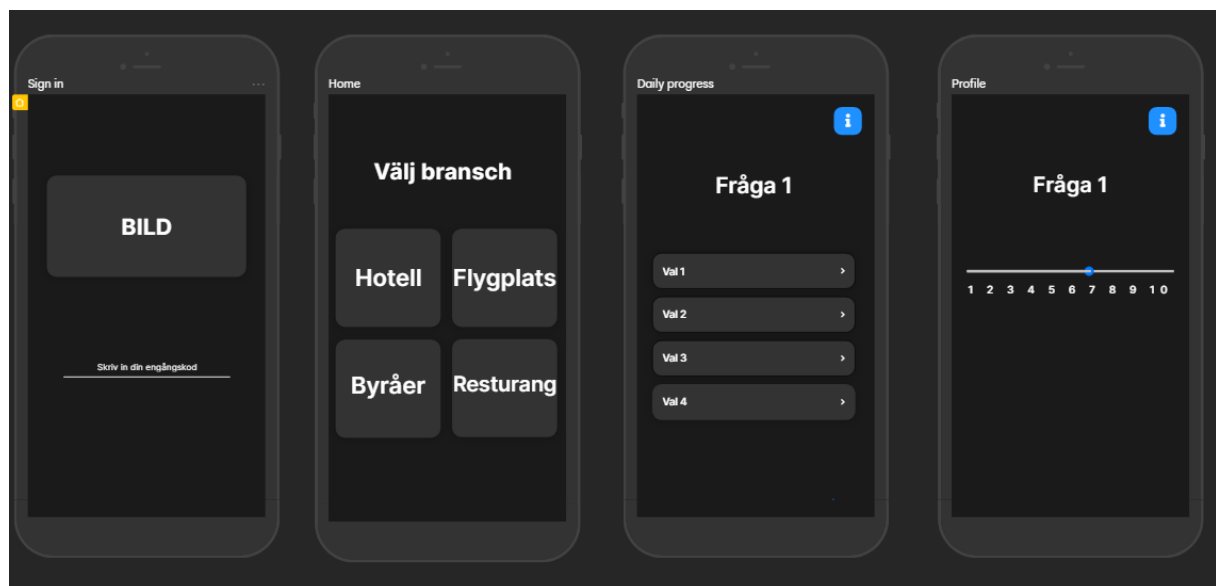 Sign in
BILD
Skriv in din engångskod
Home
Välj bransch
Hotell
Flygplats
Byråer
Resturang
Daily progress
i
Fråga 1
Val 1
Val 2
Val 3
Val 4
Profile
i
Fråga 1
1 2 3 4 5 6 7 8 9 10